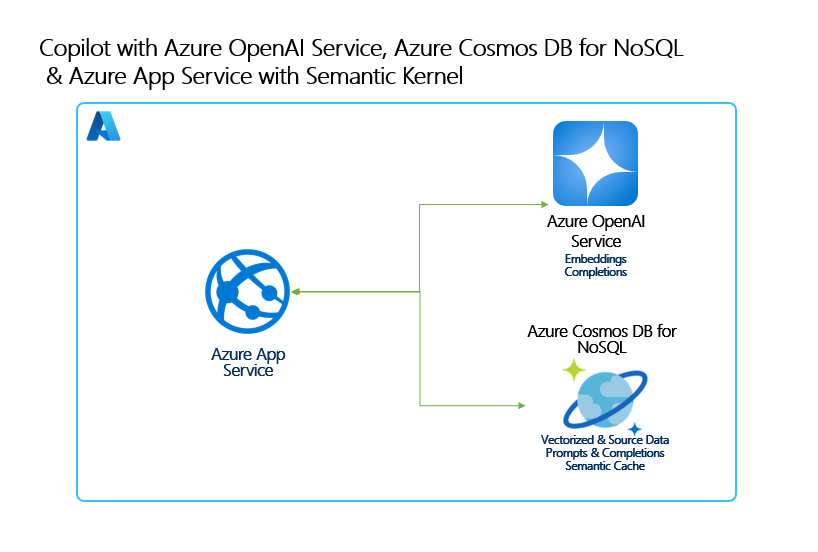 Copilot with Azure OpenAI Service, Azure Cosmos DB for NoSQL
& Azure App Service with Semantic Kernel
Azure OpenAI
Service
Embeddings
Completions
Azure App
Service
Azure Cosmos DB for
NoSQL
Vectorized & Source Data
Prompts & Completions
Semantic Cache